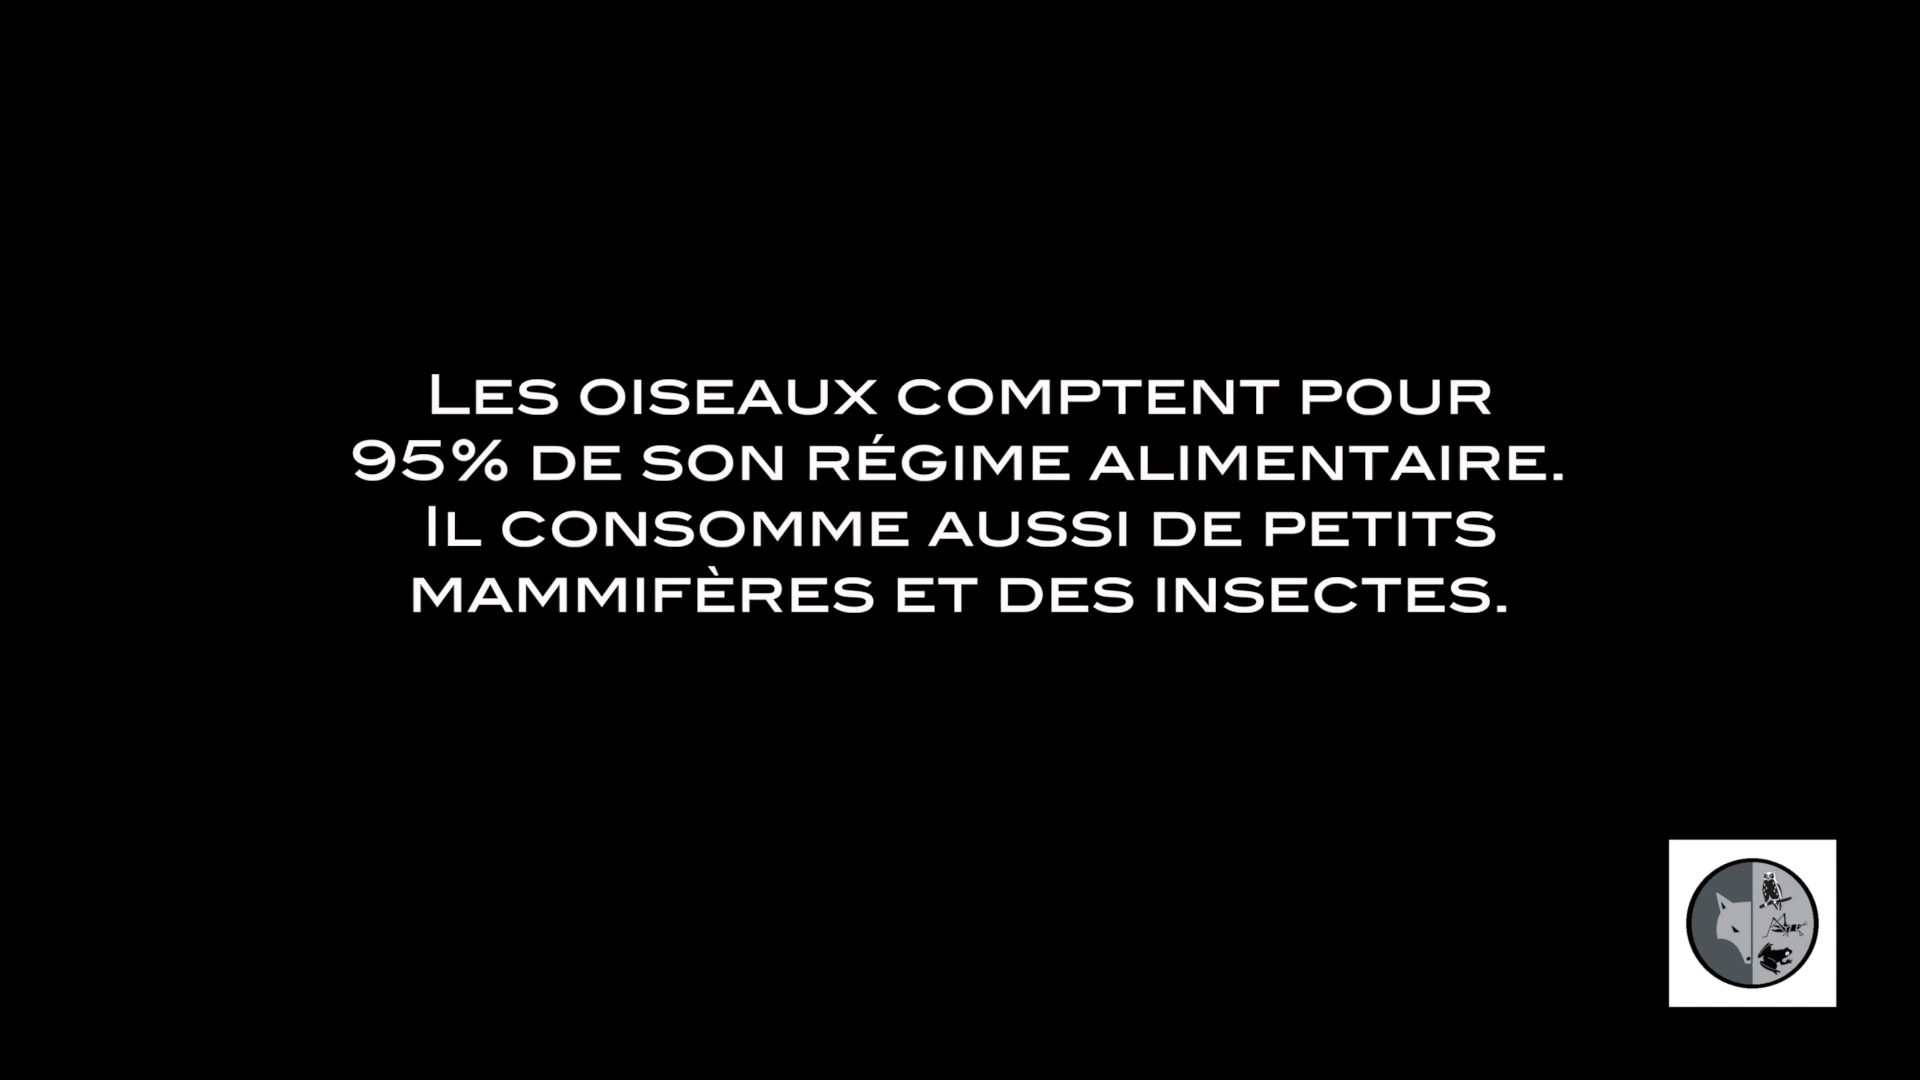 Les oiseaux comptent pour
95% de son régime alimentaire.
Il consomme aussi de petits
mammifères et des insectes.